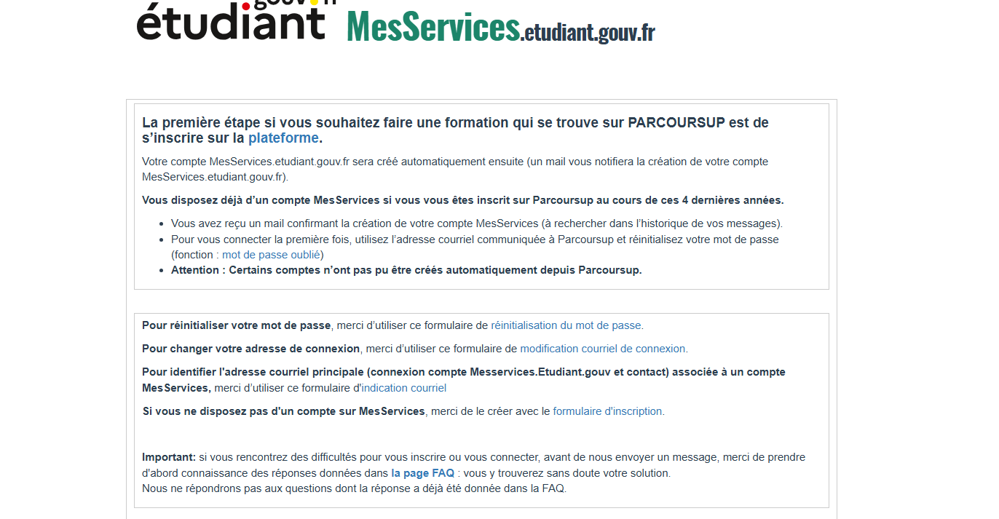 étudiant
MesServices.etudiant.gouv.fr
La première étape si vous souhaitez faire une formation qui se trouve sur PARCOURSUP est de
s’inscrire sur la plateforme.
Votre compte MesServices.etudiant.gouv.fr sera créé automatiquement ensuite (un mail vous notifiera la création de votre compte
MesServices.etudiant.gouv.fr).
Vous disposez déjà d’un compte MesServices si vous vous êtes inscrit sur Parcoursup au cours de ces 4 dernières années.
• Vous avez reçu un mail confirmant la création de votre compte MesServices (à rechercher dans l’historique de vos messages).
• Pour vous connecter la première fois, utilisez l’adresse courriel communiquée à Parcoursup et réinitialisez votre mot de passe
(fonction : mot de passe oublié)
• Attention : Certains comptes n’ont pas pu être créés automatiquement depuis Parcoursup.
Pour réinitialiser votre mot de passe, merci d’utiliser ce formulaire de réinitialisation du mot de passe.
Pour changer votre adresse de connexion, merci d’utiliser ce formulaire de modification courriel de connexion.
Pour identifier l'adresse courriel principale (connexion compte Messervices.Etudiant.gouv et contact) associée à un compte
MesServices, merci d’utiliser ce formulaire d'indication courriel
Si vous ne disposez pas d'un compte sur MesServices, merci de le créer avec le formulaire d'inscription.
Important: si vous rencontrez des difficultés pour vous inscrire ou vous connecter, avant de nous envoyer un message, merci de prendre
d'abord connaissance des réponses données dans la page FAQ : vous y trouverez sans doute votre solution.
Nous ne répondrons pas aux questions dont la réponse a déjà été donnée dans la FAQ.